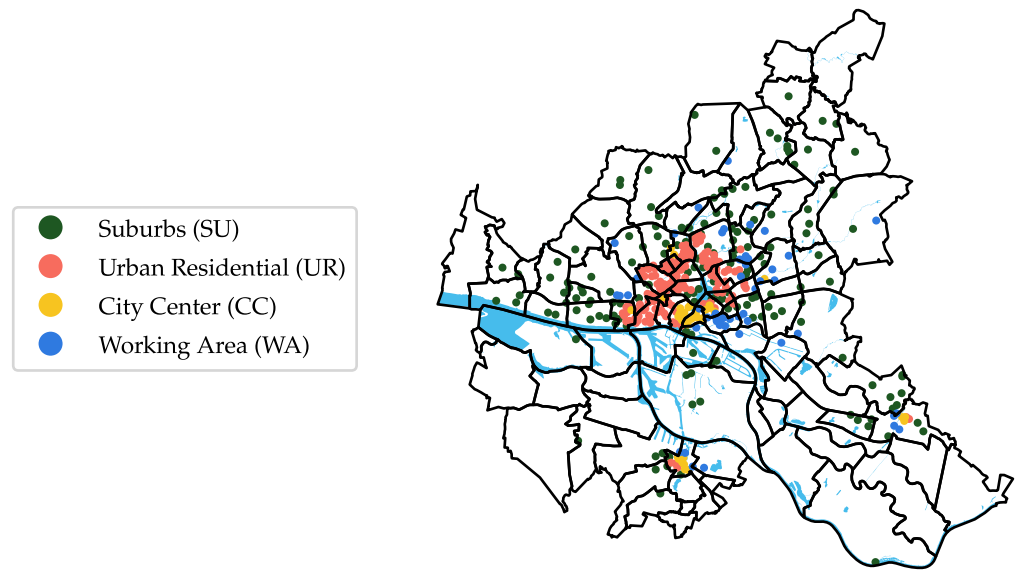 Suburbs (SU)
Urban Residential (UR)
City Center (CC)
Working Area (WA)